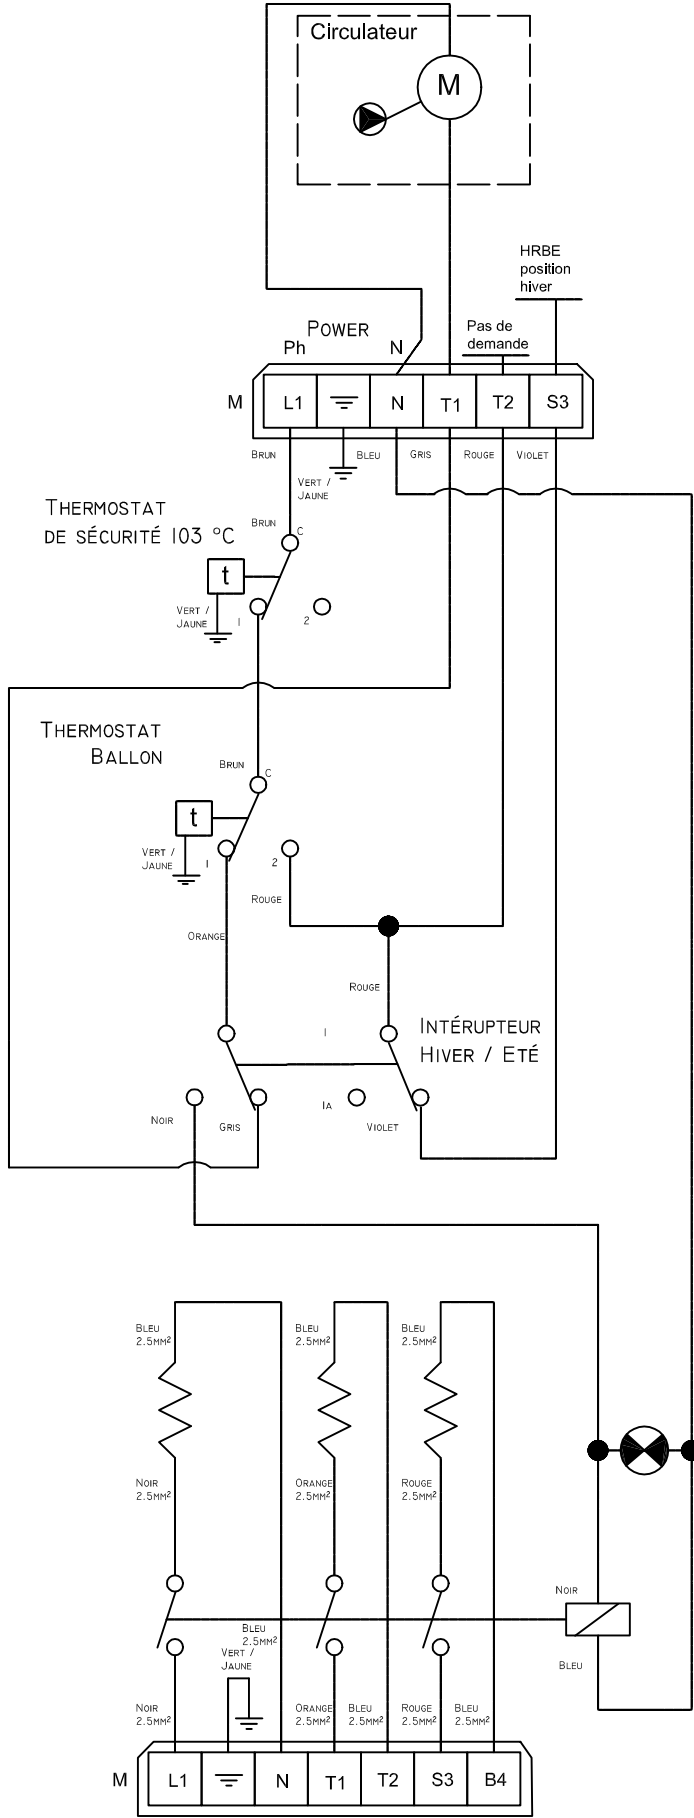 Circulateur
M
HRBE
position
hiver
POWER
Ph
N
Pas de
demande
M
L1
N
T1
T2
S3
BRUN
VERT /
JAUNE
BLEU
GRIS
ROUGE
VIOLET
THERMOSTAT
DE SÉCURITÉ 103 °C
BRUN
C
t
VERT /
JAUNE
1
2
THERMOSTAT
BALLON
BRUN
C
t
VERT /
JAUNE
1
2
ROUGE
ORANGE
ROUGE
1
INTÉRUPTEUR
HIVER / ETÉ
NOIR
GRIS
1A
VIOLET
BLEU
2.5MM²
BLEU
2.5MM²
BLEU
2.5MM²
NOIR
2.5MM²
ORANGE
2.5MM²
ROUGE
2.5MM²
NOIR
BLEU
2.5MM²
VERT /
JAUNE
BLEU
NOIR
2.5MM²
ORANGE
2.5MM²
BLEU
2.5MM²
ROUGE
2.5MM²
BLEU
2.5MM²
M
L1
N
T1
T2
S3
B4